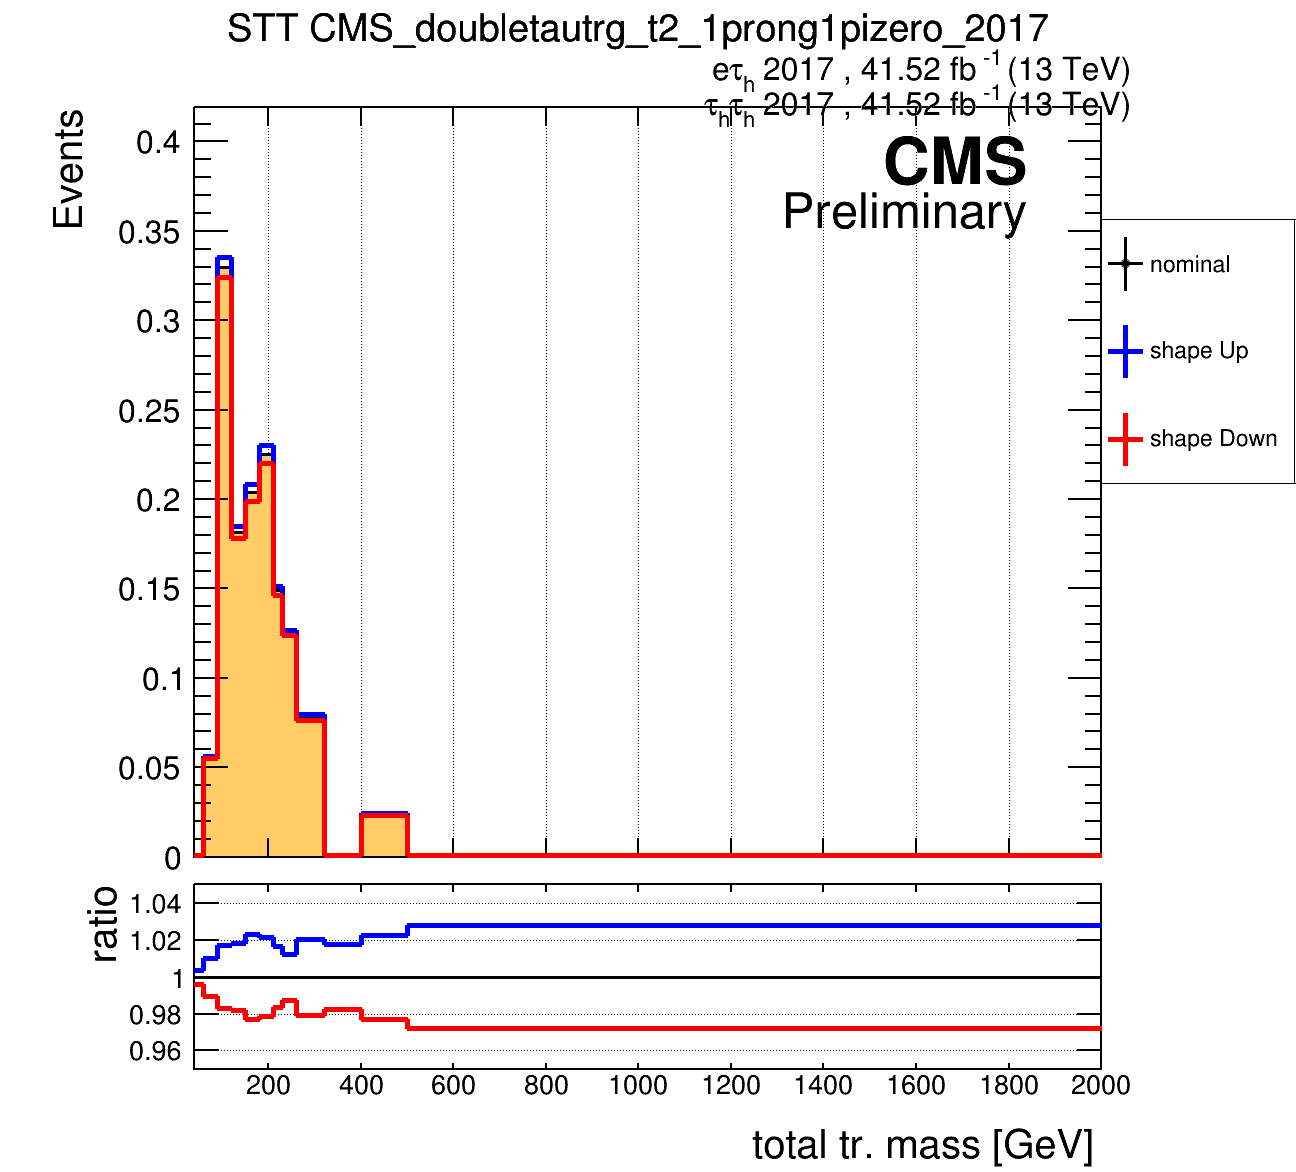 STT CMS_doubletautrg_t2_1prong1pizero_2017
eτh 2017 , 41.52 fb-1 (13 TeV)
τhτh 2017 , 41.52 fb-1 (13 TeV)
CMS
Preliminary
Events
0.4
0.35
0.3
0.25
0.2
0.15
0.1
0.05
0
nominal
shape Up
shape Down
ratio
1.04
1.02
1
0.98
0.96
200 400 600 800 1000 1200 1400 1600 1800 2000
total tr. mass [GeV]